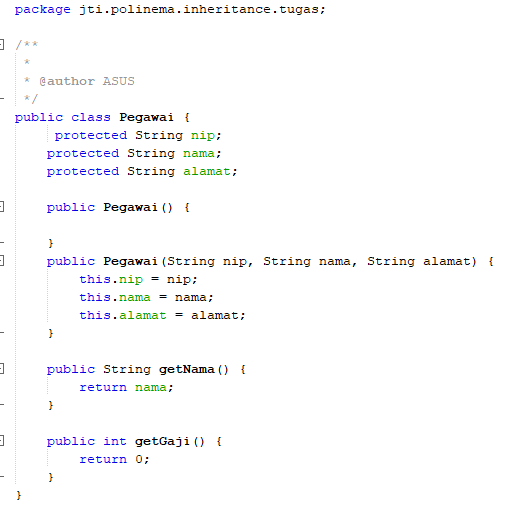 package jti.polinema.inheritance.tugas;
/**
 *
 * @author ASUS
 */
public class Pegawai {
     protected String nip;
    protected String nama;
    protected String alamat;
    public Pegawai() {
    }
    public Pegawai(String nip, String nama, String alamat) {
        this.nip = nip;
        this.nama = nama;
        this.alamat = alamat;
    }
    public String getNama() {
        return nama;
    }
    public int getGaji() {
        return 0;
    }
}